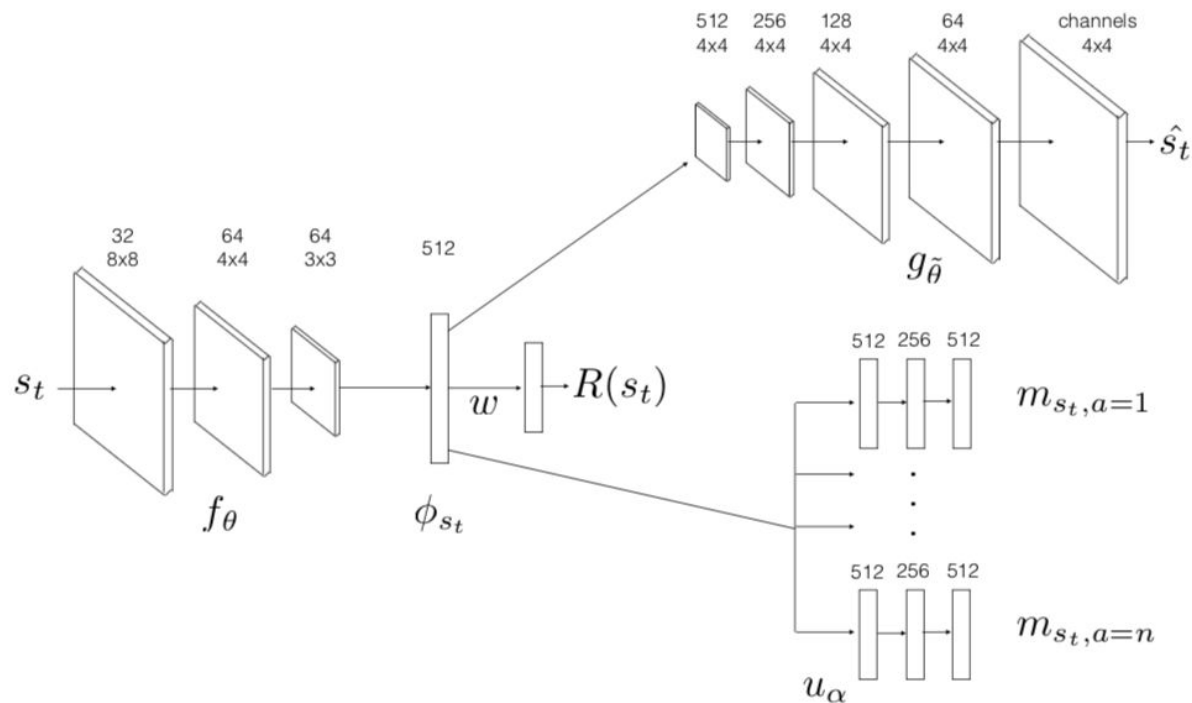 512 256 128 64 channels
4x4 4x4 4x4 4x4 4x4
ŝ_t
g_θ̃
32 64 64 512
8x8 4x4 3x3
s_t
w
R(s_t)
f_θ
ϕ_{s_t}
512 256 512
m_{s_t,a=1}
512 256 512
m_{s_t,a=n}
u_α